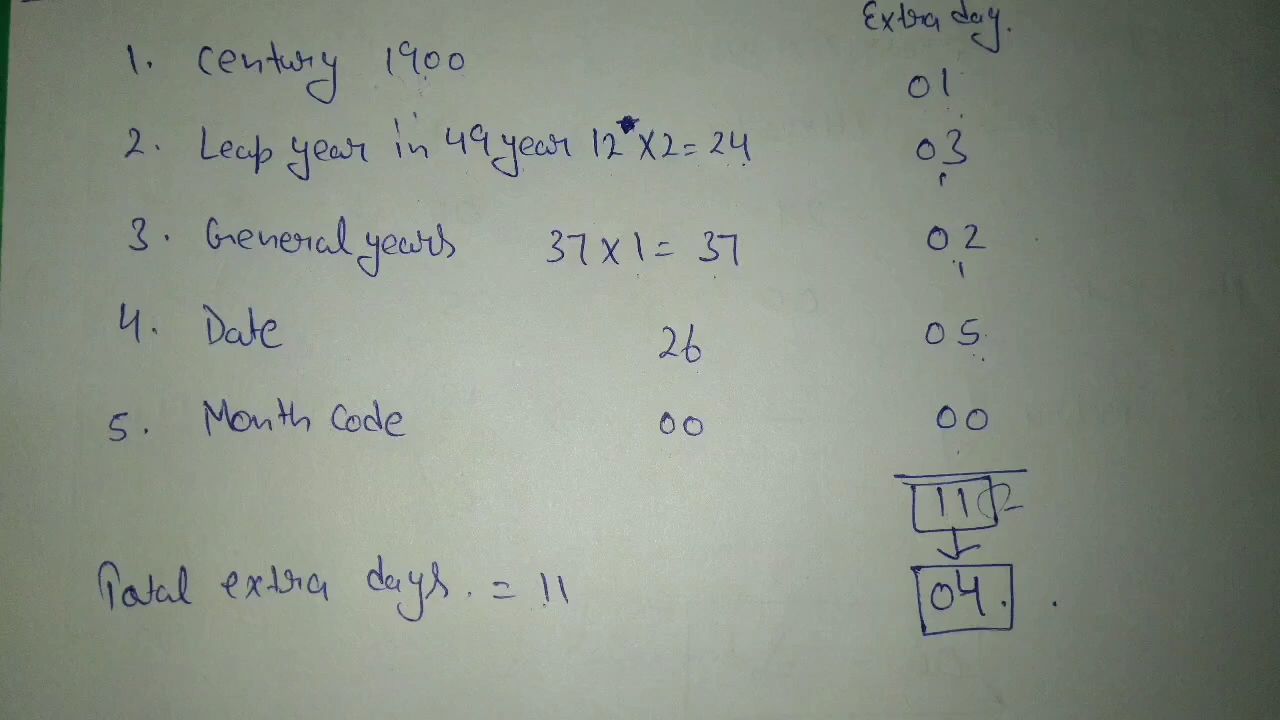 Extra day.
1. Century 1900 01
2. Leap year in 49 year 12 X2= 24 03
3. General years 37 X 1 = 37 02
4. Date 26 05
5. Month Code 00 00
11
Total extra days. = 11 04.